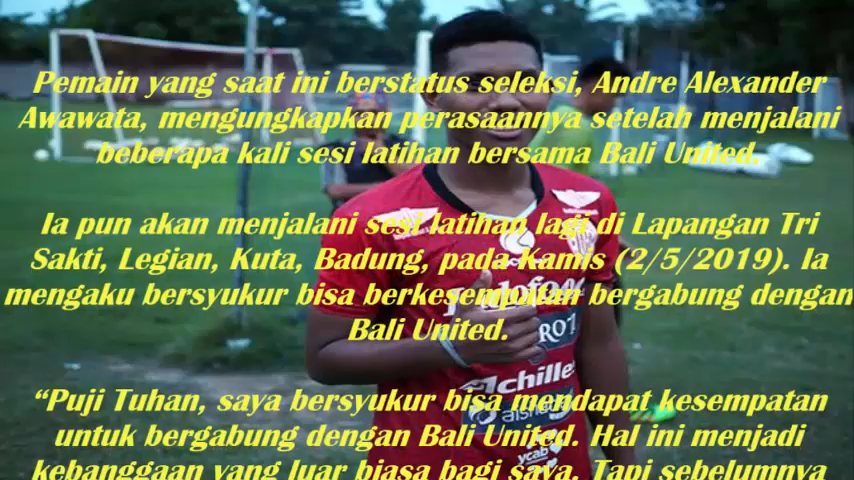 Pemain yang saat ini berstatus seleksi, Andre Alexander
Awawata, mengungkapkan perasaannya setelah menjalani
beberapa kali sesi latihan bersama Bali United.
Ia pun akan menjalani sesi latihan lagi di Lapangan Tri
Sakti, Legian, Kuta, Badung, pada Kamis (2/5/2019). Ia
mengaku bersyukur bisa berkesempatan bergabung dengan
Bali United.
“Puji Tuhan, saya bersyukur bisa mendapat kesempatan
untuk bergabung dengan Bali United. Hal ini menjadi
kebanggaan yang luar biasa bagi saya. Tapi sebelumnya
chille
ycab